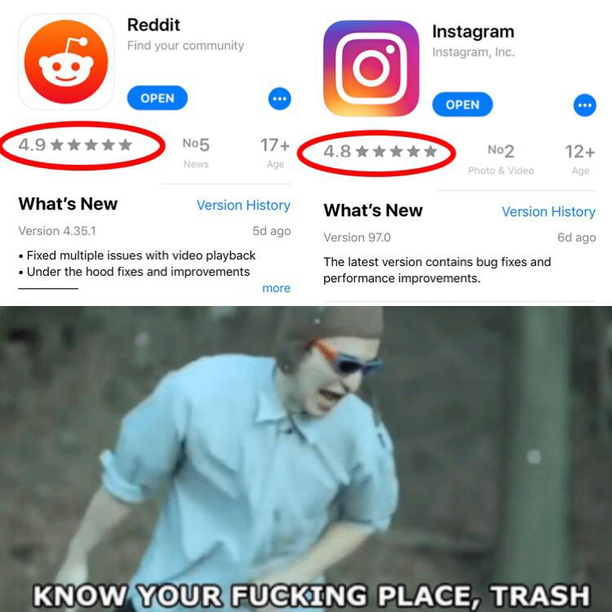 Reddit
Find your community
OPEN
4.9
No5
News
17+
Age
What's New
Version History
Version 4.35.1
5d ago
• Fixed multiple issues with video playback
• Under the hood fixes and improvements
more
Instagram
Instagram, Inc.
OPEN
4.8
No2
Photo & Video
12+
Age
What's New
Version History
Version 97.0
6d ago
The latest version contains bug fixes and
performance improvements.
KNOW YOUR FUCKING PLACE, TRASH